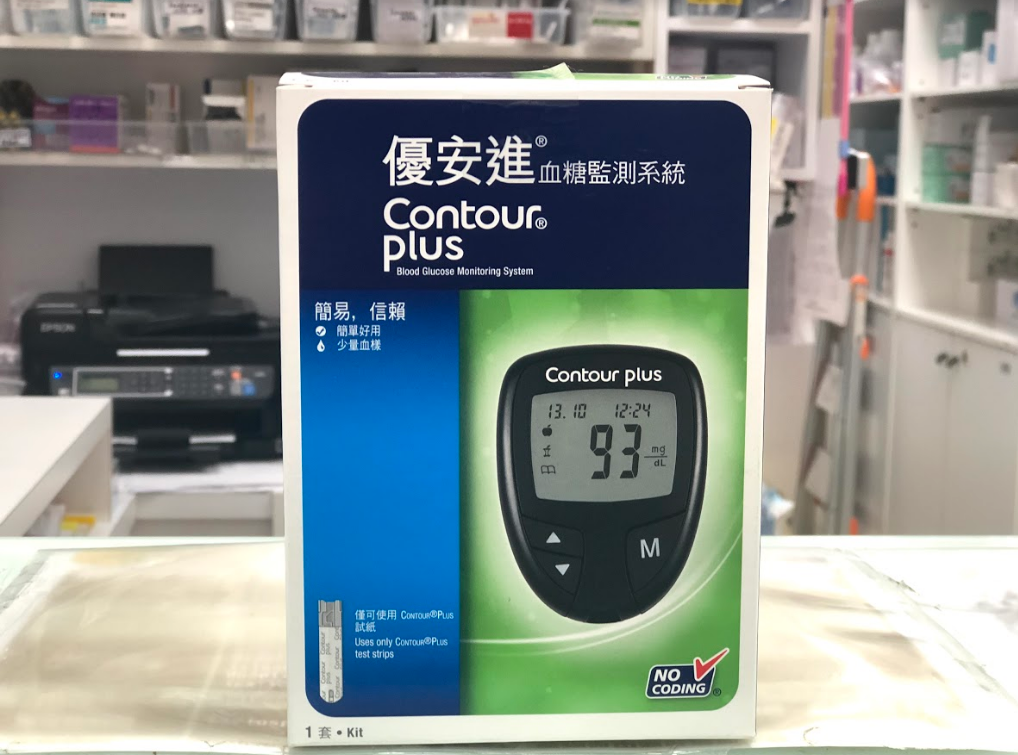 優安進® 血糖監測系統
Contour®
plus
Blood Glucose Monitoring System
簡易，信賴
簡單好用
少量血樣
Contour plus
13.10 12:24
93 mg/dL
M
僅可使用 CONTOUR®PLUS
試紙
Uses only CONTOUR®PLUS
test strips
NO
CODING®
1 套 • Kit
EPSON